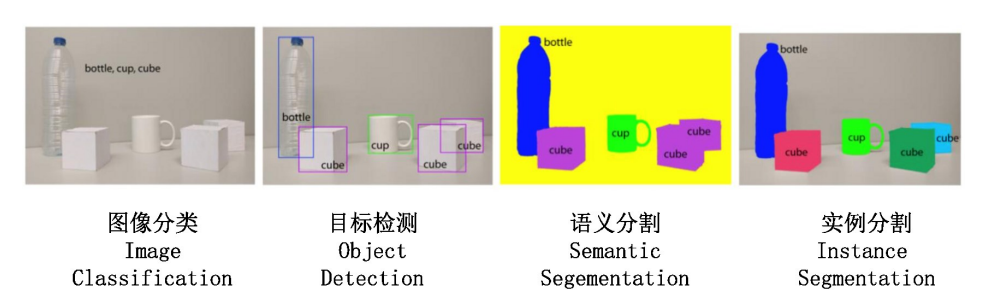 bottle, cup, cube
bottle
cup
cube
cube
cube
bottle
cup
cube
cube
cube
bottle
cup
cube
cube
cube
图像分类
Image
Classification
目标检测
Object
Detection
语义分割
Semantic
Segementation
实例分割
Instance
Segmentation